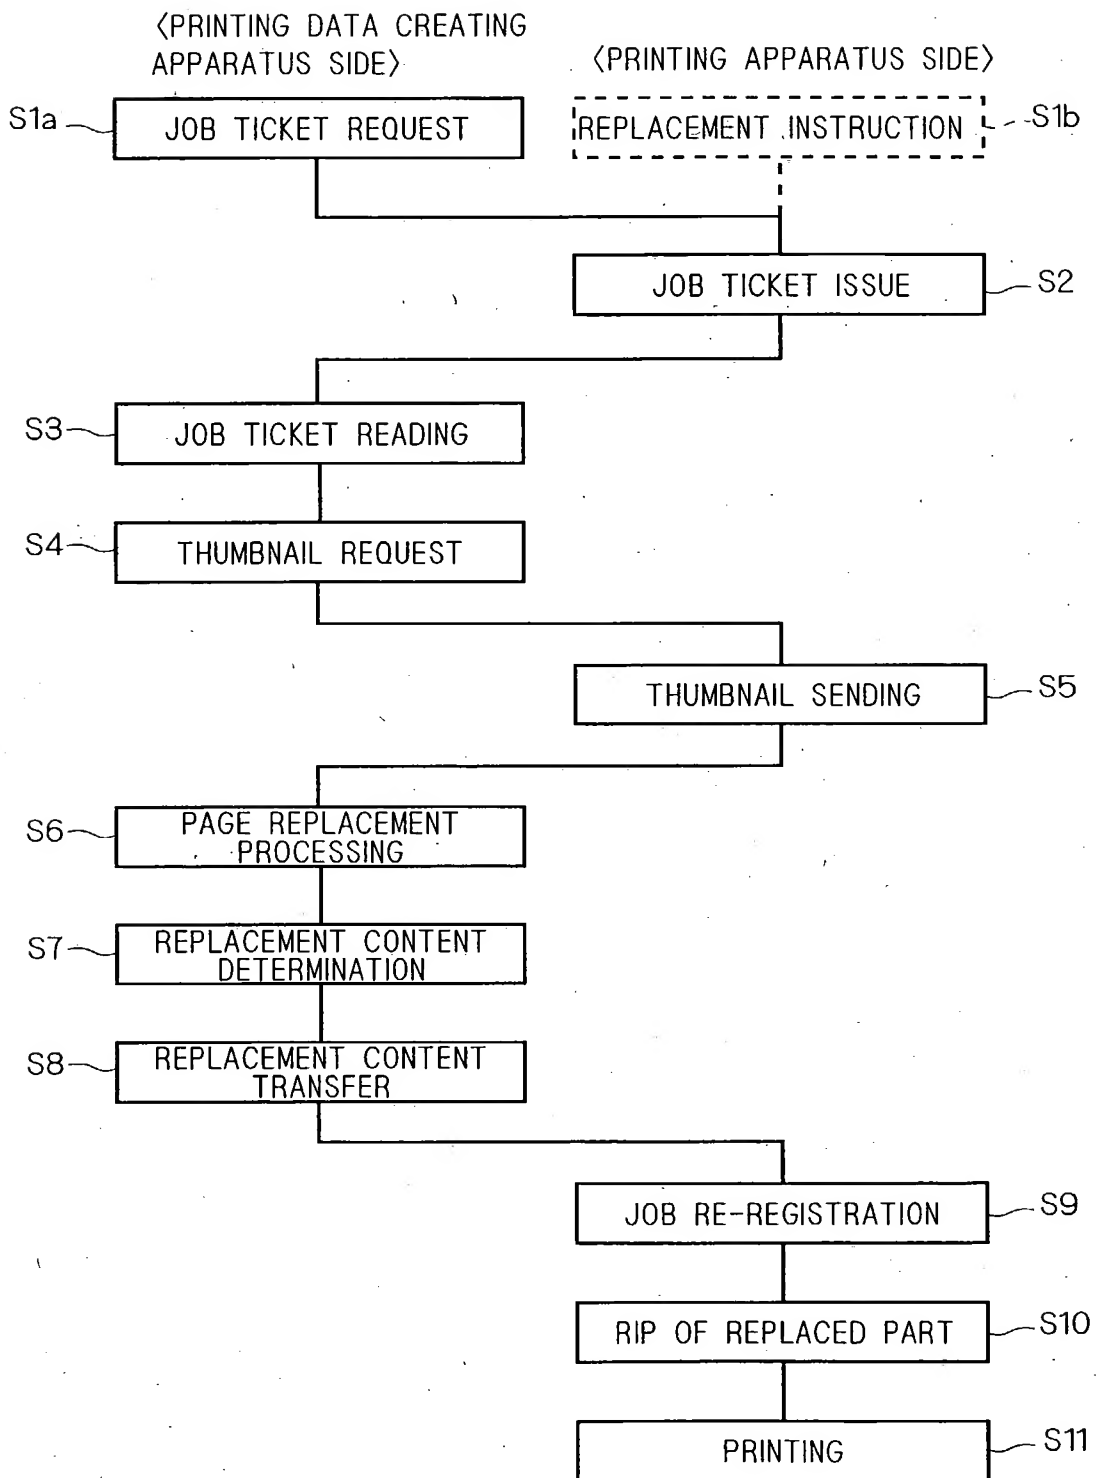 〈PRINTING DATA CREATING
APPARATUS SIDE〉
〈PRINTING APPARATUS SIDE〉
S1a
JOB TICKET REQUEST
REPLACEMENT INSTRUCTION
S1b
JOB TICKET ISSUE
S2
S3
JOB TICKET READING
S4
THUMBNAIL REQUEST
THUMBNAIL SENDING
S5
S6
PAGE REPLACEMENT
PROCESSING
S7
REPLACEMENT CONTENT
DETERMINATION
S8
REPLACEMENT CONTENT
TRANSFER
JOB RE-REGISTRATION
S9
RIP OF REPLACED PART
S10
PRINTING
S11